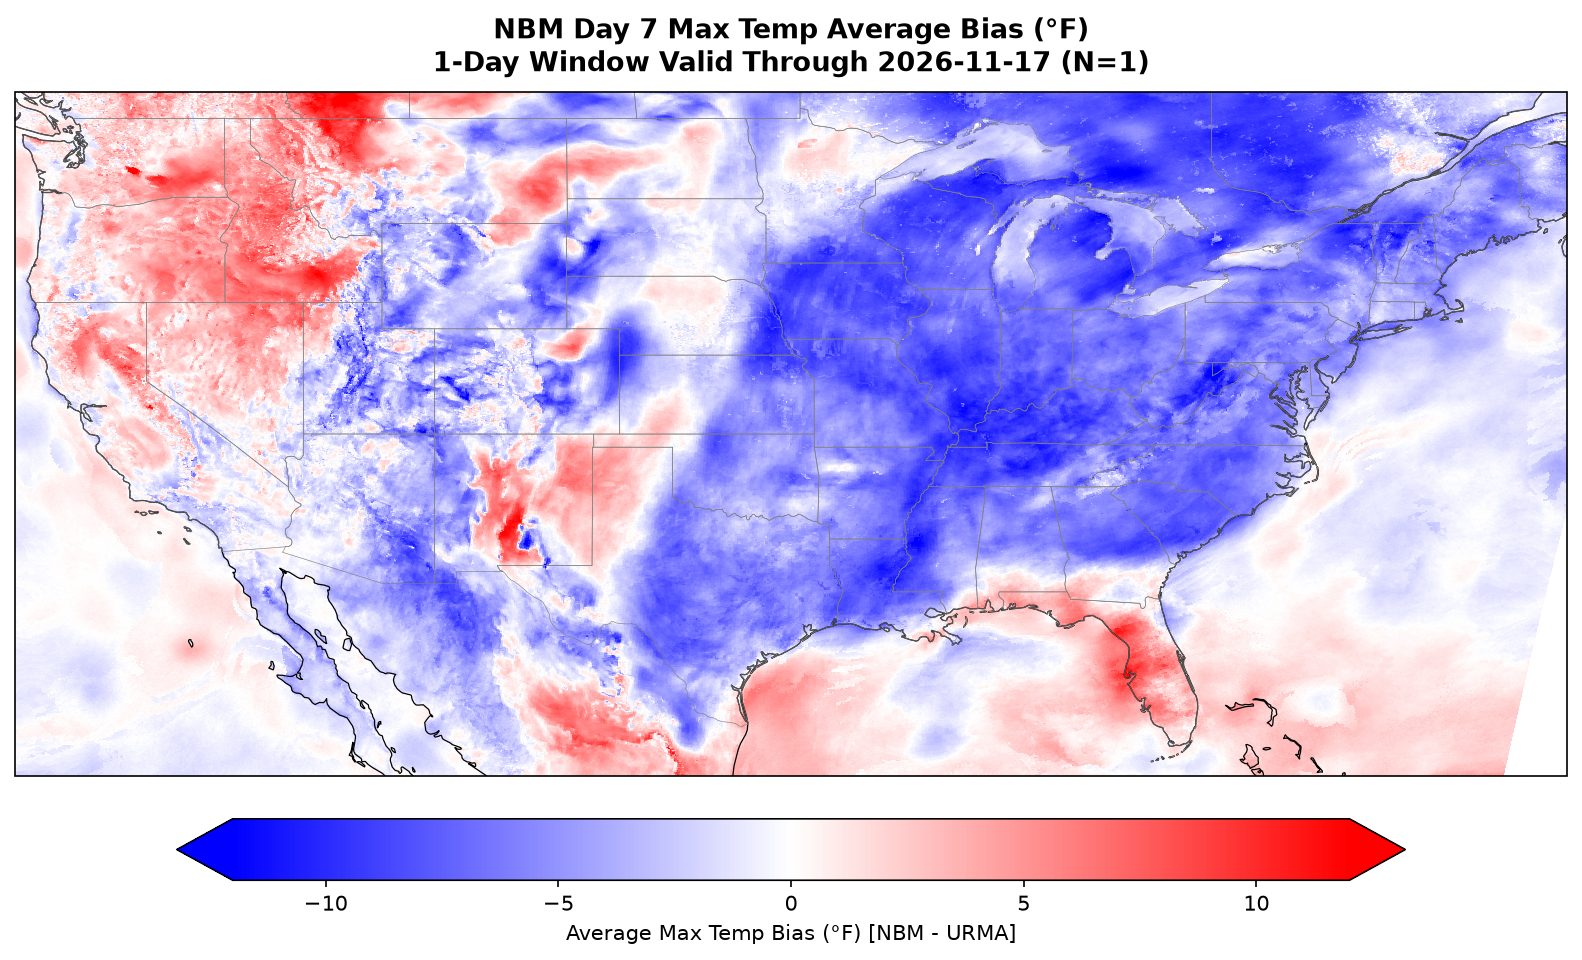 NBM Day 7 Max Temp Average Bias (°F)
1-Day Window Valid Through 2026-11-17 (N=1)
−10 −5 0 5 10
Average Max Temp Bias (°F) [NBM - URMA]